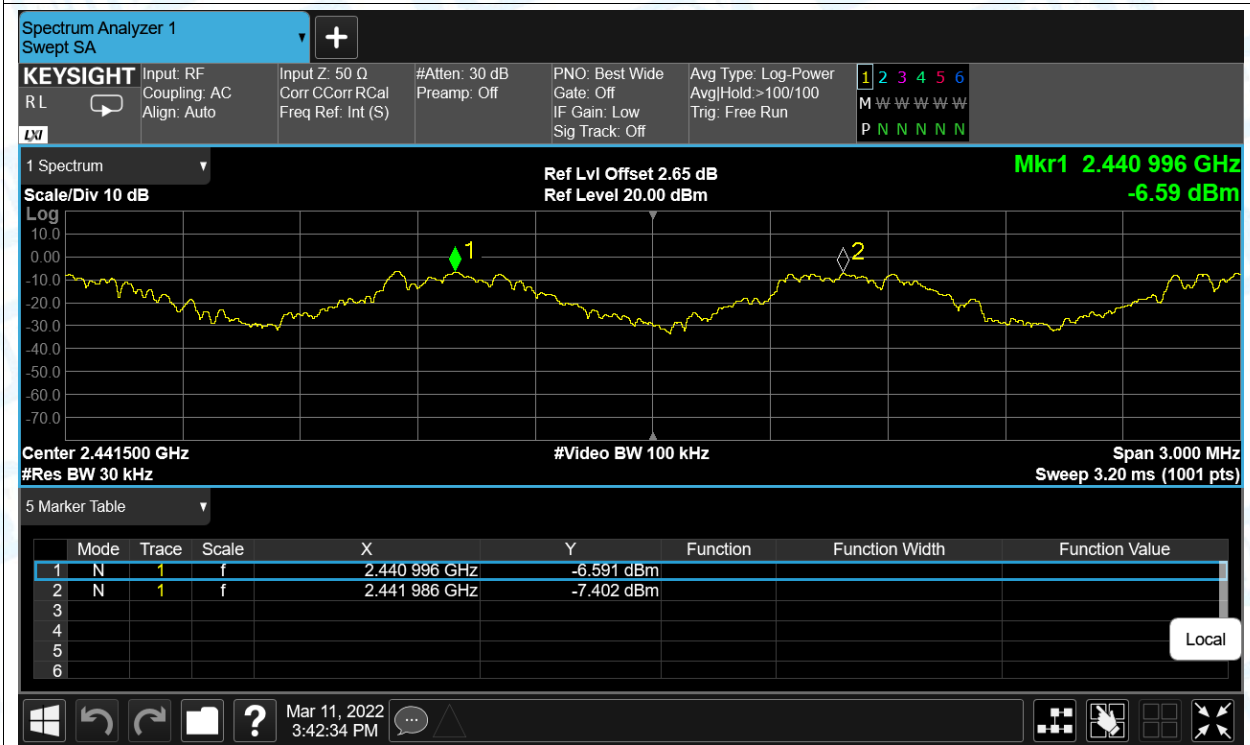 Spectrum Analyzer 1
Swept SA
KEYSIGHT
RL
LXI
Input: RF
Coupling: AC
Align: Auto
Input Z: 50 Ω
Corr CCorr RCal
Freq Ref: Int (S)
#Atten: 30 dB
Preamp: Off
PNO: Best Wide
Gate: Off
IF Gain: Low
Sig Track: Off
Avg Type: Log-Power
Avg|Hold:>100/100
Trig: Free Run
1 2 3 4 5 6
M W W W W W
P N N N N N
1 Spectrum
Scale/Div 10 dB
Ref Lvl Offset 2.65 dB
Ref Level 20.00 dBm
Mkr1 2.440 996 GHz
-6.59 dBm
Log
10.0
0.00
-10.0
-20.0
-30.0
-40.0
-50.0
-60.0
-70.0
1
2
Center 2.441500 GHz
#Res BW 30 kHz
#Video BW 100 kHz
Span 3.000 MHz
Sweep 3.20 ms (1001 pts)
5 Marker Table
Mode Trace Scale X Y Function Function Width Function Value
1 N 1 f 2.440 996 GHz -6.591 dBm
2 N 1 f 2.441 986 GHz -7.402 dBm
3
4
5
6
Local
?
Mar 11, 2022
3:42:34 PM